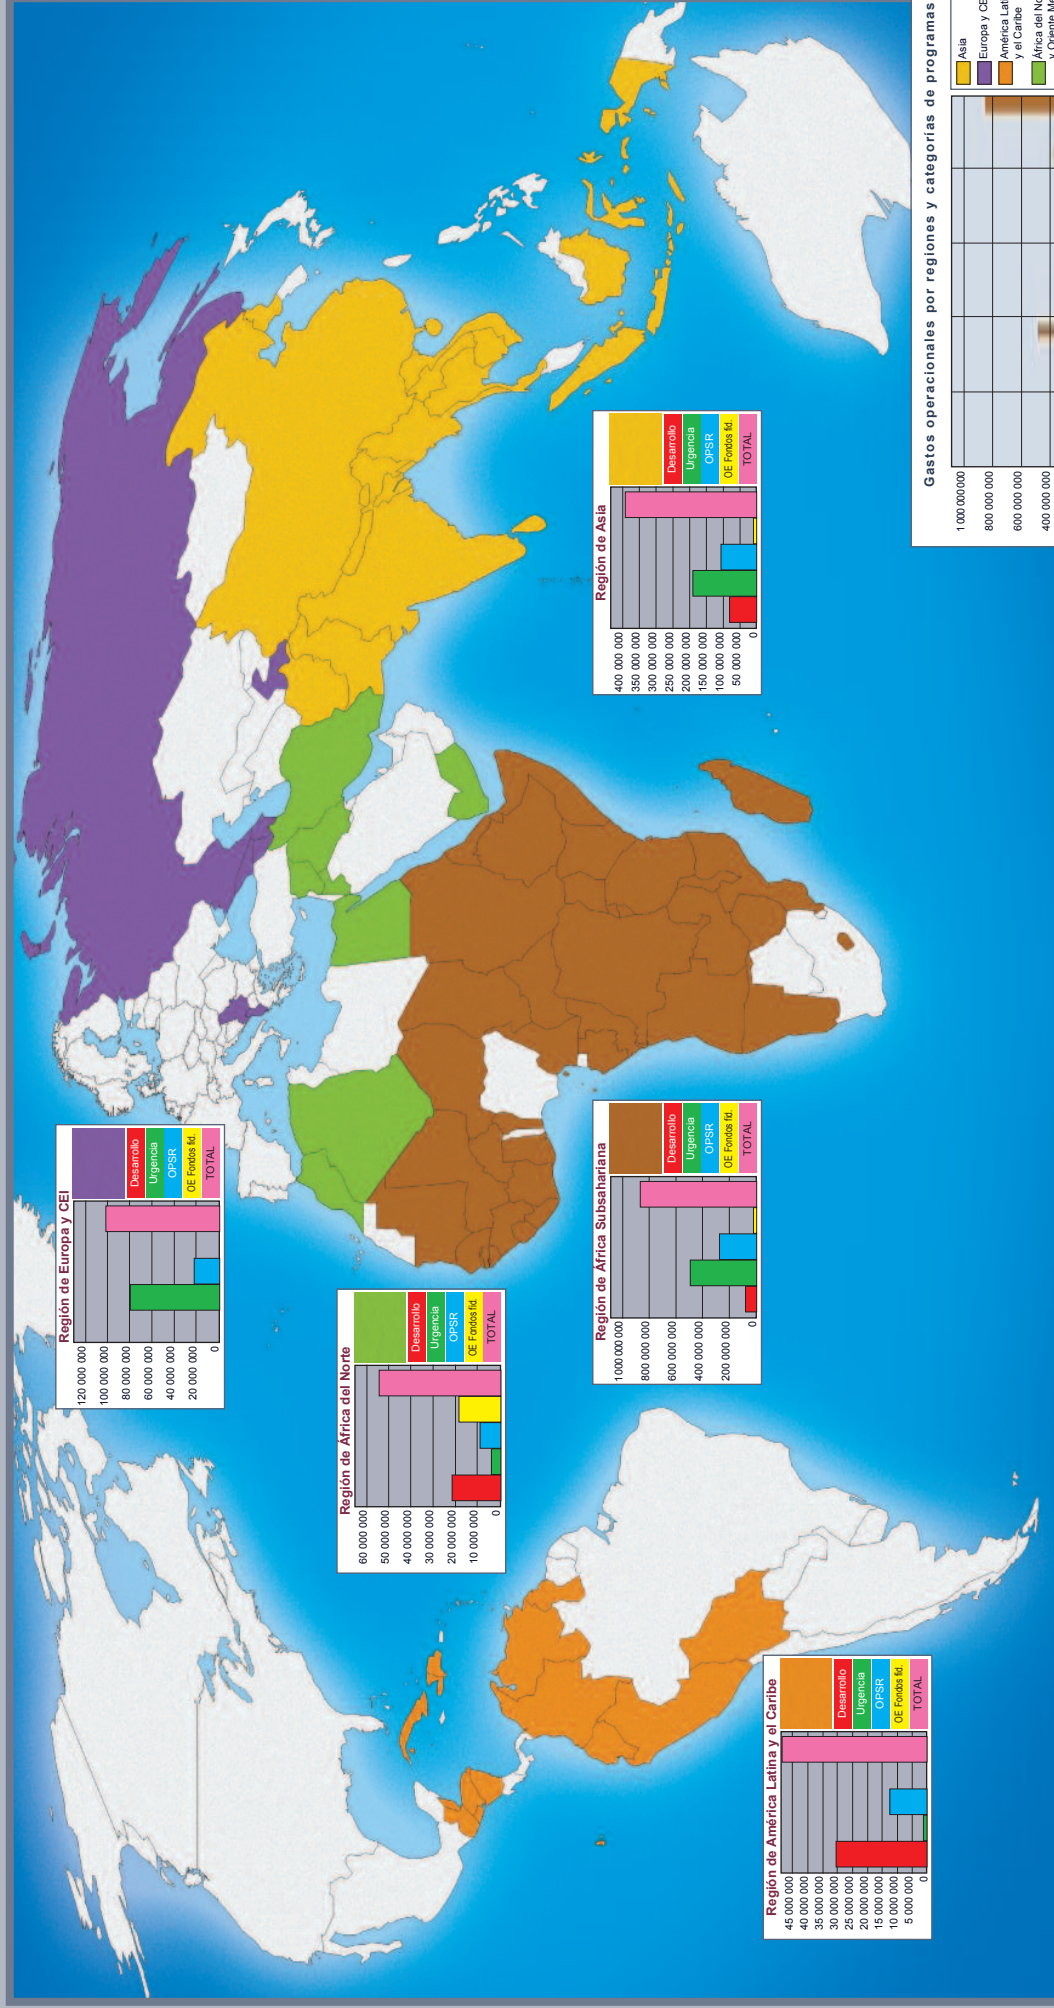 Región de Europa y CEI
120 000 000
100 000 000
80 000 000
60 000 000
40 000 000
20 000 000
0
Desarrollo
Urgencia
OPSR
OE Fondos fid.
TOTAL
Región de África del Norte
60 000 000
50 000 000
40 000 000
30 000 000
20 000 000
10 000 000
0
Desarrollo
Urgencia
OPSR
OE Fondos fid.
TOTAL
Región de Asia
400 000 000
350 000 000
300 000 000
250 000 000
200 000 000
150 000 000
100 000 000
50 000 000
0
Desarrollo
Urgencia
OPSR
OE Fondos fid.
TOTAL
Región de África Subsahariana
1 000 000 000
800 000 000
600 000 000
400 000 000
200 000 000
0
Desarrollo
Urgencia
OPSR
OE Fondos fid.
TOTAL
Región de América Latina y el Caribe
45 000 000
40 000 000
35 000 000
30 000 000
25 000 000
20 000 000
15 000 000
10 000 000
5 000 000
0
Desarrollo
Urgencia
OPSR
OE Fondos fid.
TOTAL
Gastos operacionales por regiones y categorías de programas
1 000 000 000
800 000 000
600 000 000
400 000 000
Asia
Europa y CE
América Lati
y el Caribe
África del No
y Oriente Me